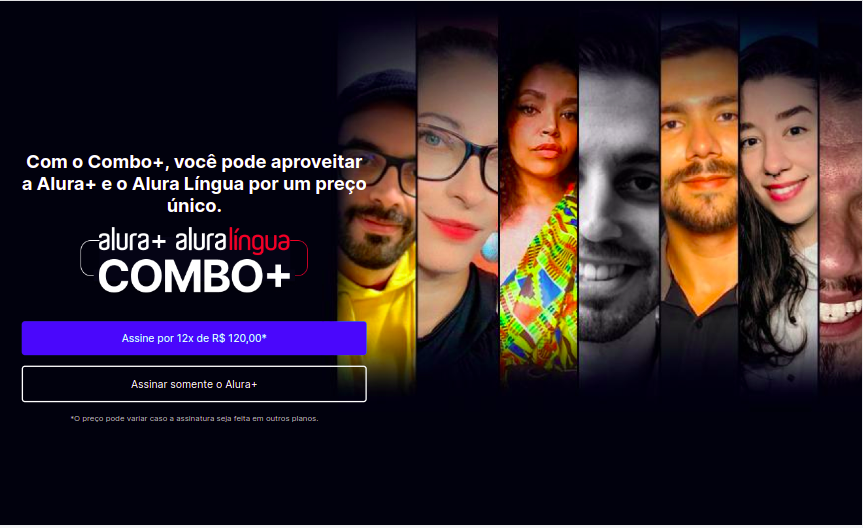 Com o Combo+, você pode aproveitar
a Alura+ e o Alura Língua por um preço
único.
alura+ aluralíngua
COMBO+
Assine por 12x de R$ 120,00*
Assinar somente o Alura+
*O preço pode variar caso a assinatura seja feita em outros planos.